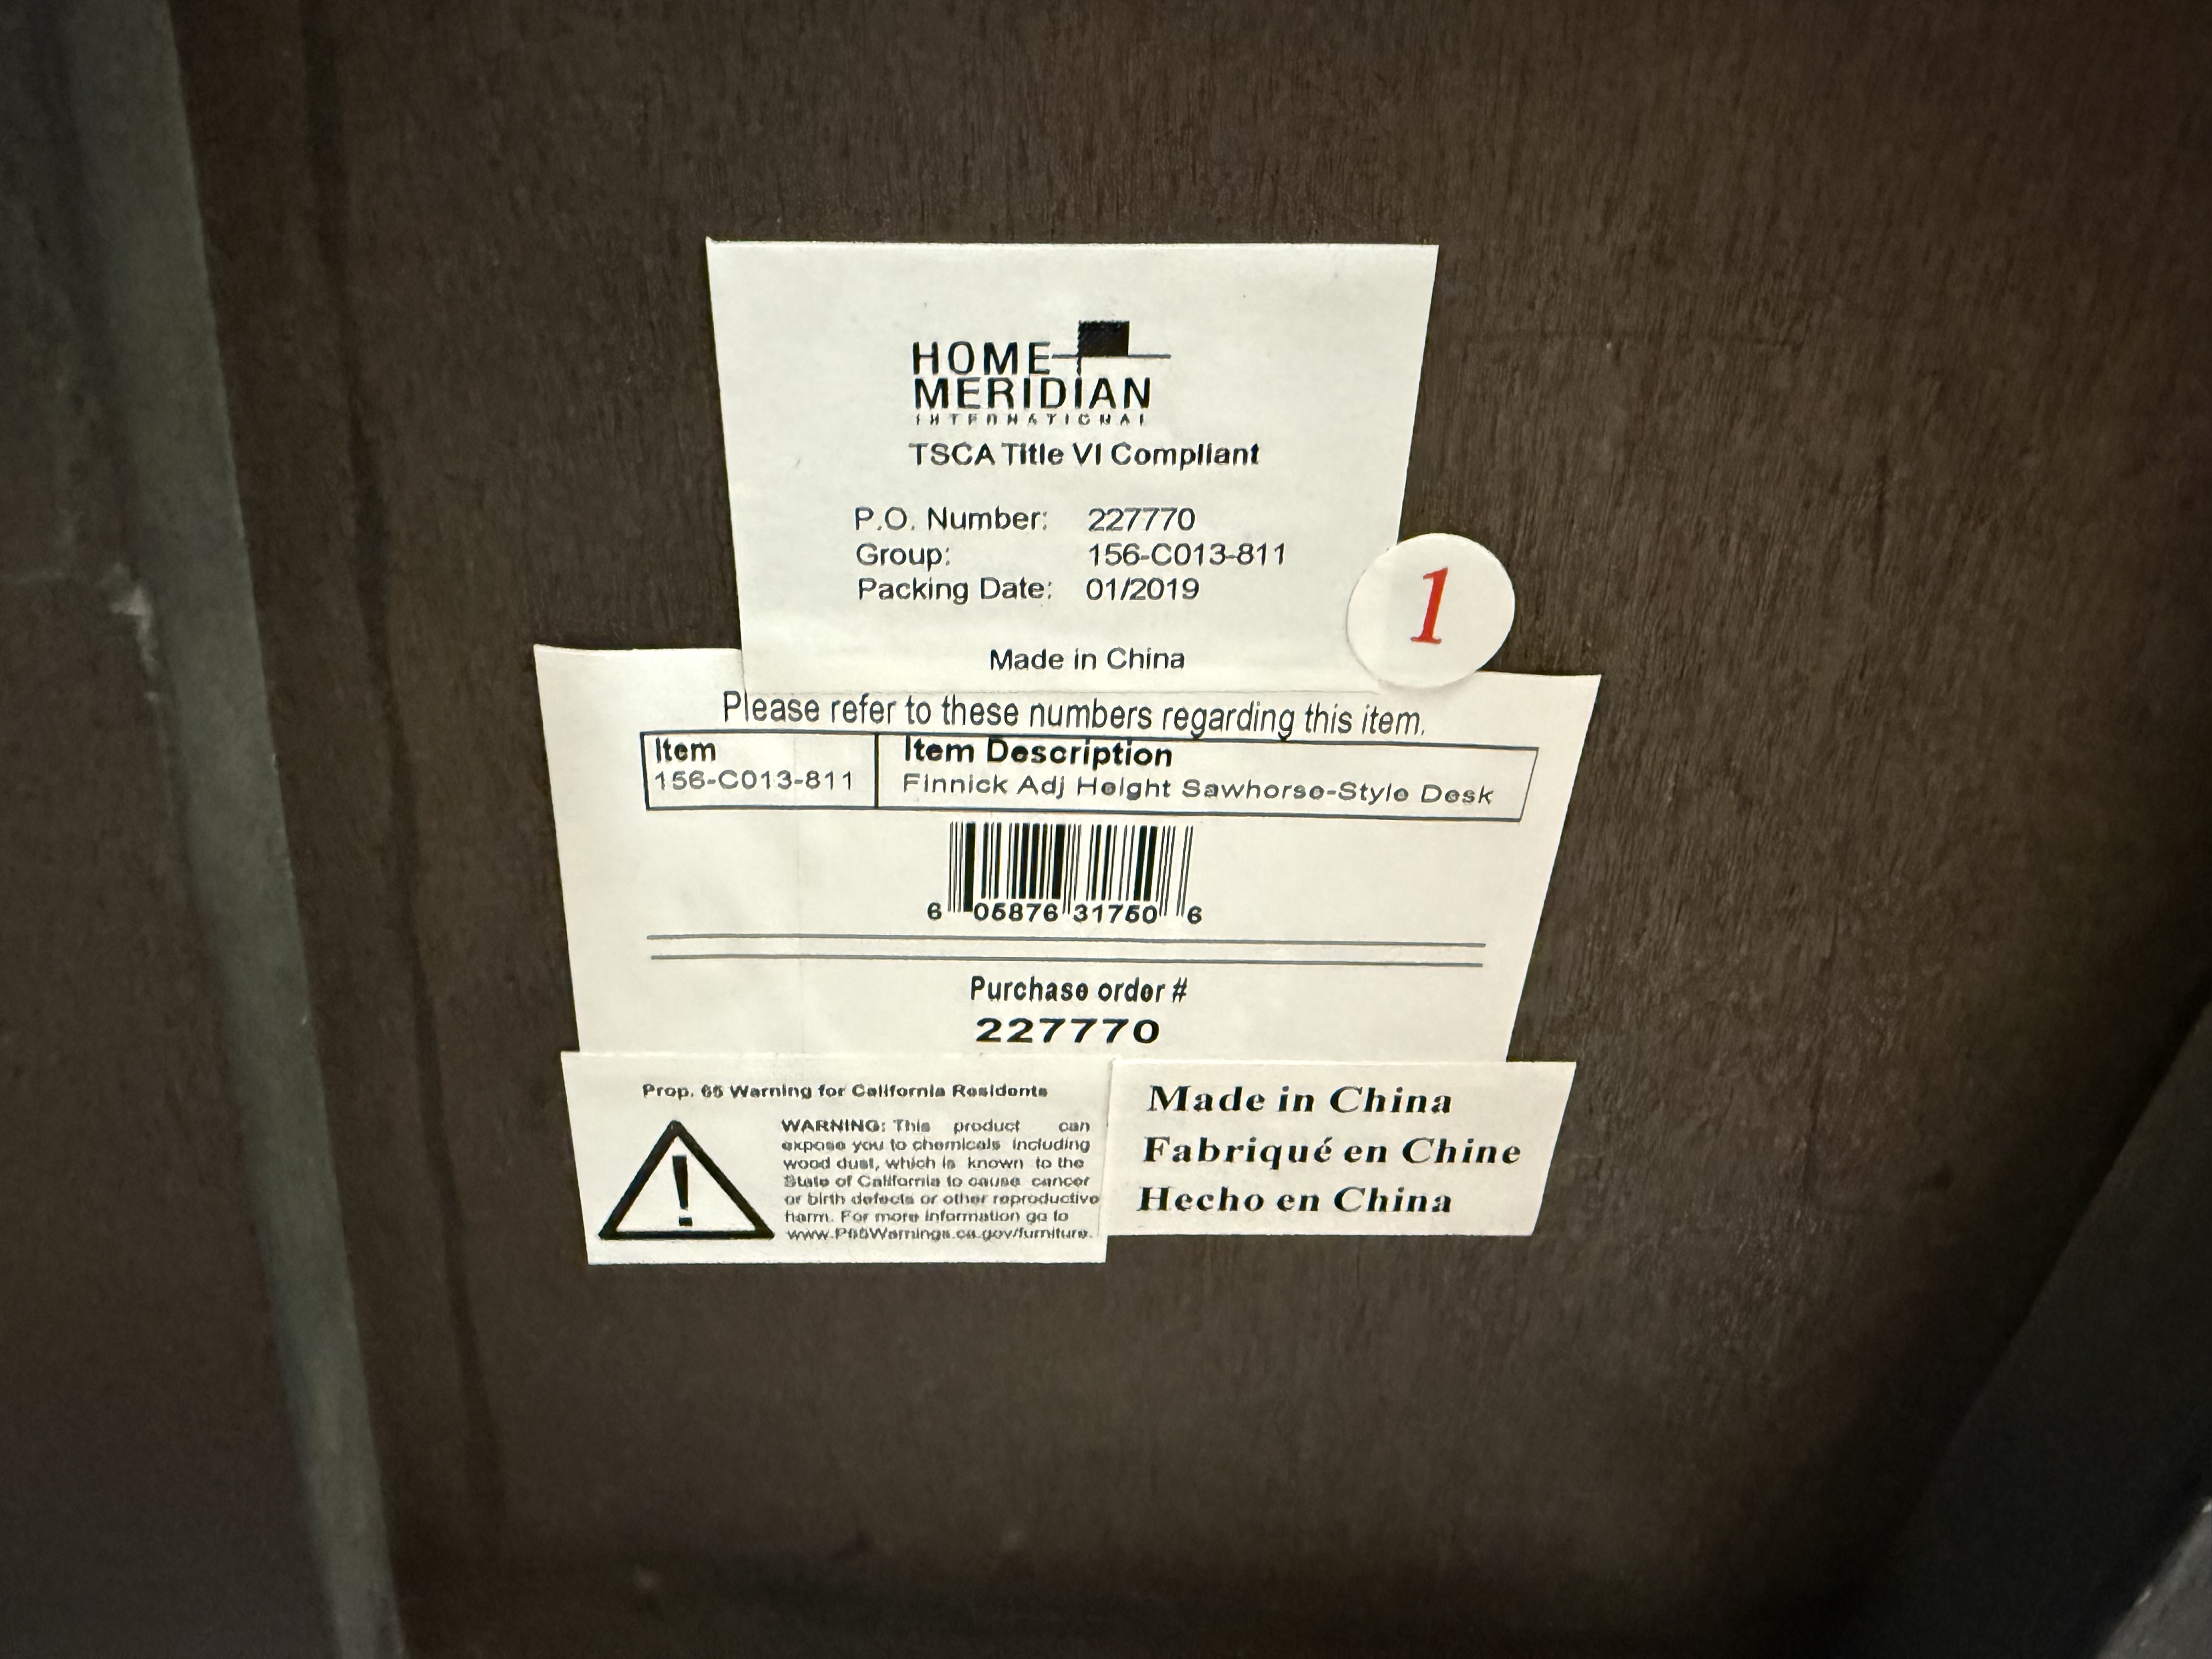 HOME
MERIDIAN
INTERNATIONAL
TSCA Title VI Compliant
P.O. Number: 227770
Group: 156-C013-811
Packing Date: 01/2019
1
Made in China
Please refer to these numbers regarding this item.
Item Item Description
156-C013-811 Finnick Adj Height Sawhorse-Style Desk
6 05876 31750 6
Purchase order #
227770
Prop. 65 Warning for California Residents
WARNING: This product can
expose you to chemicals including
wood dust, which is known to the
State of California to cause cancer
or birth defects or other reproductive
harm. For more information go to
www.P65Warnings.ca.gov/furniture.
Made in China
Fabriqué en Chine
Hecho en China